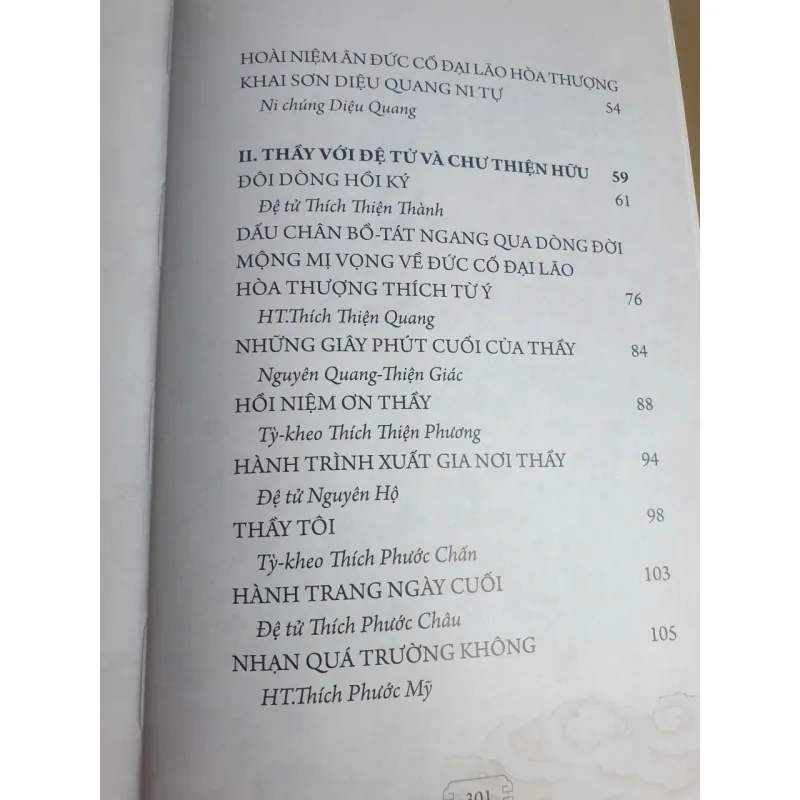 HOÀI NIỆM ÂN ĐỨC CỐ ĐẠI LÃO HÒA THƯỢNG
KHAI SƠN DIỆU QUANG NI TỰ 54
Ni chúng Diệu Quang
II. THẦY VỚI ĐỆ TỬ VÀ CHƯ THIỆN HỮU 59
ĐÔI DÒNG HỒI KÝ 61
Đệ tử Thích Thiện Thành
DẤU CHÂN BỒ-TÁT NGANG QUA DÒNG ĐỜI
MỘNG MỊ VỌNG VỀ ĐỨC CỐ ĐẠI LÃO
HÒA THƯỢNG THÍCH TỪ Ý 76
HT.Thích Thiện Quang
NHỮNG GIÂY PHÚT CUỐI CỦA THẦY 84
Nguyên Quang-Thiện Giác
HỒI NIỆM ƠN THẦY 88
Tỳ-kheo Thích Thiện Phương
HÀNH TRÌNH XUẤT GIA NƠI THẦY 94
Đệ tử Nguyên Hộ
THẦY TÔI 98
Tỳ-kheo Thích Phước Chấn
HÀNH TRANG NGÀY CUỐI 103
Đệ tử Thích Phước Châu
NHẠN QUÁ TRƯỜNG KHÔNG 105
HT.Thích Phước Mỹ
301